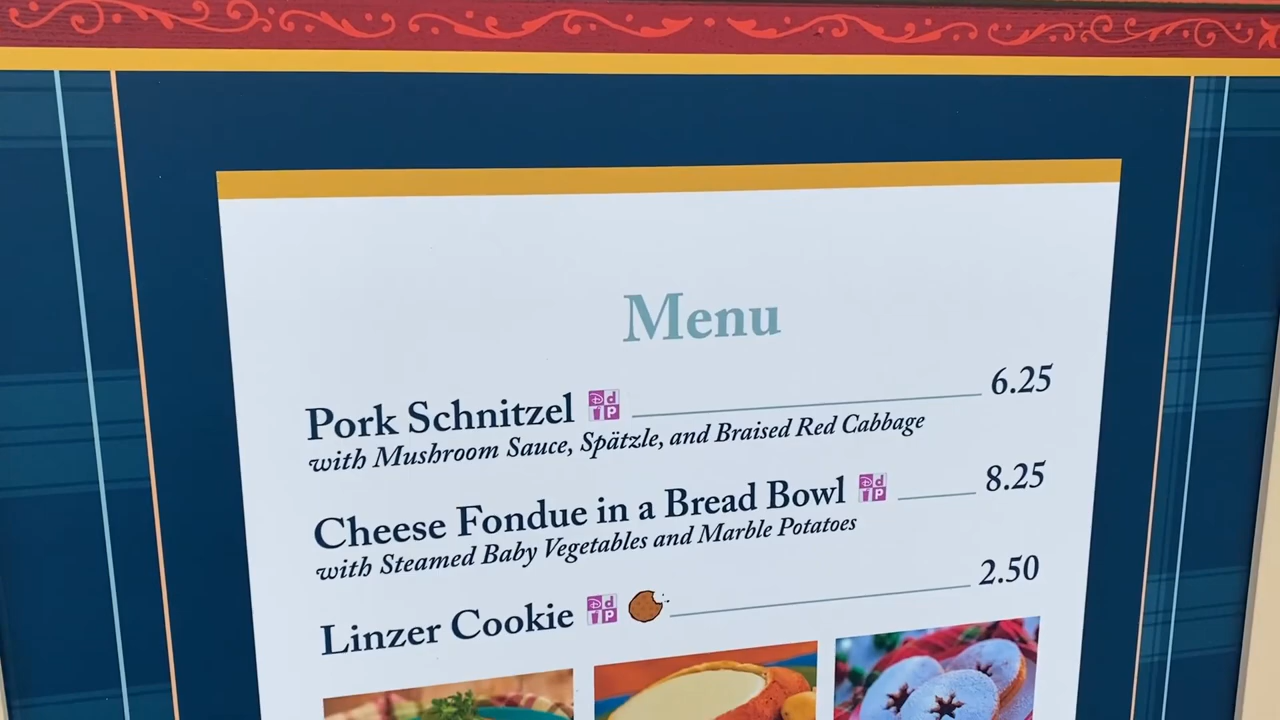 Menu
Pork Schnitzel 6.25
with Mushroom Sauce, Spätzle, and Braised Red Cabbage
Cheese Fondue in a Bread Bowl 8.25
with Steamed Baby Vegetables and Marble Potatoes
Linzer Cookie 2.50